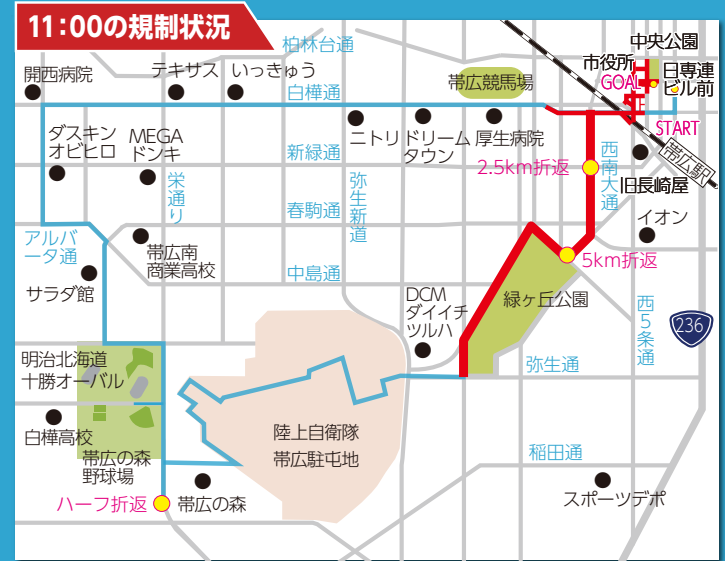 11:00の規制状況
柏林台通
中央公園
市役所
GOAL
日専連
ビル前
START
開西病院
テキサス
いっきゅう
帯広競馬場
白樺通
ダスキン
オビヒロ
MEGA
ドンキ
ニトリ
ドリーム
タウン
厚生病院
新緑通
2.5km折返
西南大通
帯広駅
旧長崎屋
栄通り
弥生新道
春駒通
イオン
アルバ
ータ通
帯広南
商業高校
5km折返
中島通
サラダ館
DCM
ダイイチ
ツルハ
緑ヶ丘公園
西5条通
236
明治北海道
十勝オーバル
弥生通
白樺高校
陸上自衛隊
帯広駐屯地
帯広の森
野球場
稲田通
ハーフ折返
帯広の森
スポーツデポ